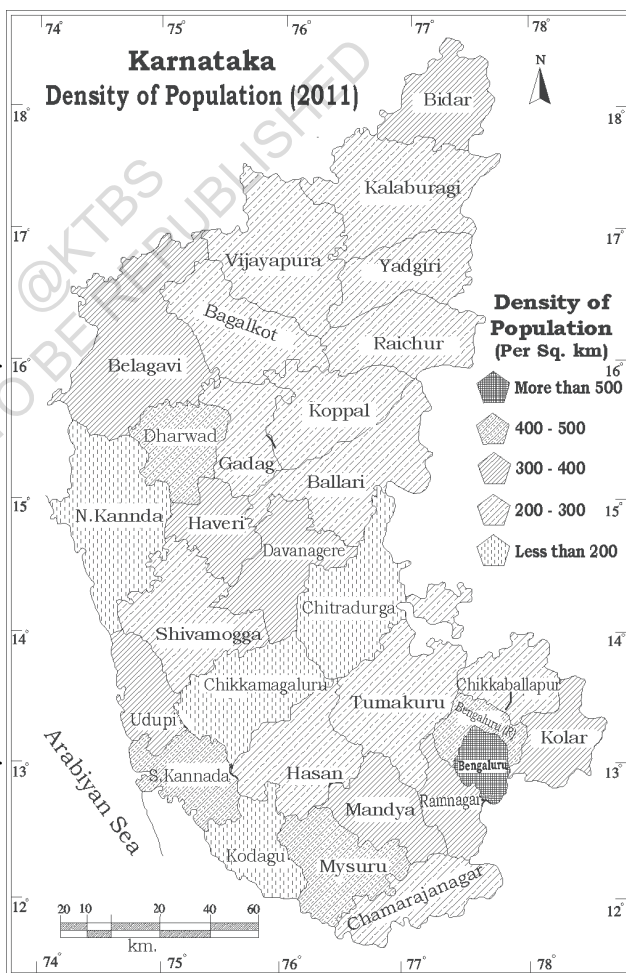 74° 75° 76° 77° 78°
Karnataka
Density of Population (2011)
N
@KTBS
TO BE REPUBLISHED
18° 18°
17° 17°
16° 16°
15° 15°
14° 14°
13° 13°
12° 12°
Bidar
Kalaburagi
Vijayapura
Yadgiri
Bagalkot
Raichur
Belagavi
Koppal
Dharwad
Gadag
Ballari
N.Kannda
Haveri
Davanagere
Chitradurga
Shivamogga
Chikkamagaluru
Tumakuru
Chikkaballapur
Udupi
Bengaluru (R)
Kolar
S.Kannada
Hasan
Bengaluru
Mandya
Ramnagar
Kodagu
Mysuru
Chamarajanagar
Arabiyan Sea
Density of
Population
(Per Sq. km)
More than 500
400 - 500
300 - 400
200 - 300
Less than 200
20 10 20 40 60
km.
74° 75° 76° 77° 78°